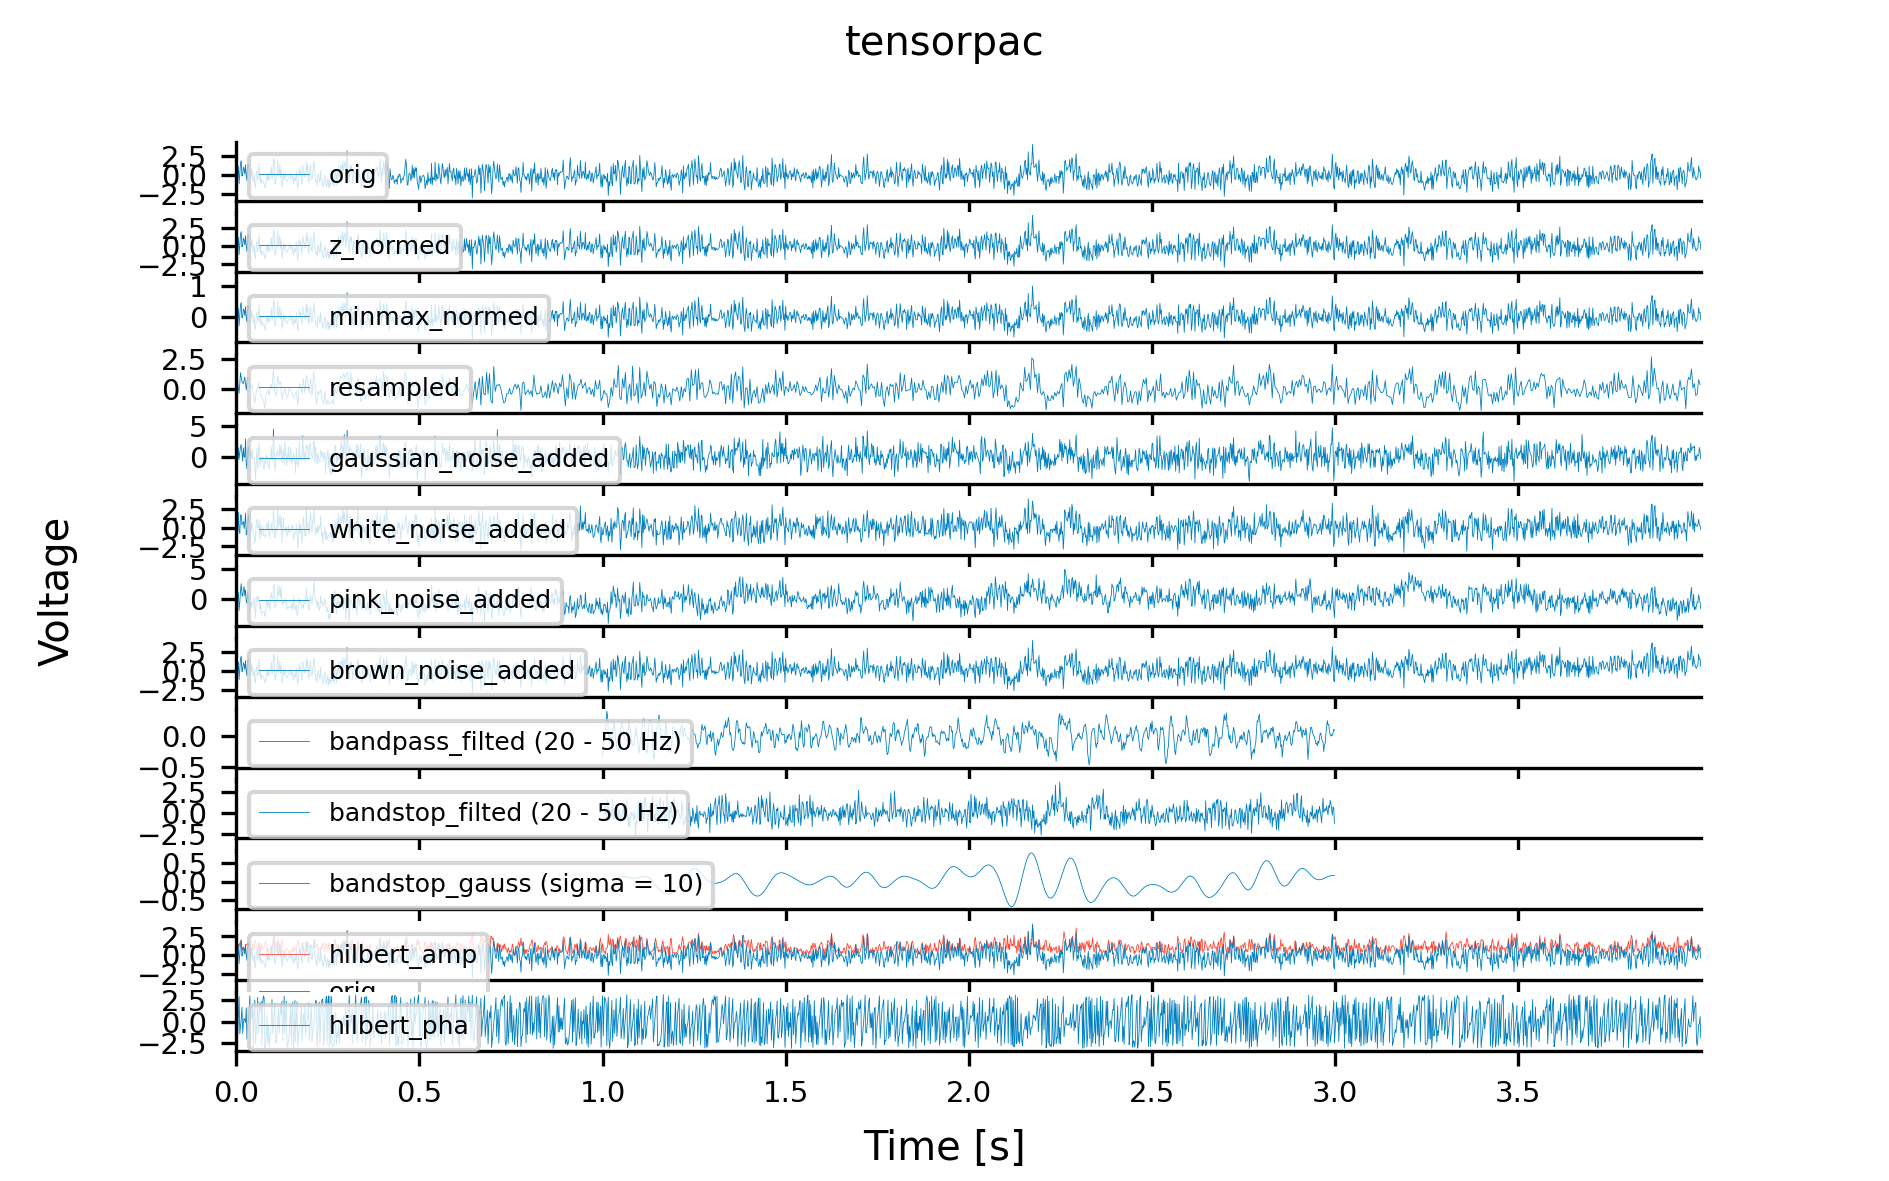 tensorpac
Voltage
2.5
0.0
−2.5
orig
2.5
0.0
−2.5
z_normed
1
0
minmax_normed
2.5
0.0
resampled
5
0
gaussian_noise_added
2.5
0.0
−2.5
white_noise_added
5
0
pink_noise_added
2.5
0.0
−2.5
brown_noise_added
0.0
−0.5
bandpass_filted (20 - 50 Hz)
2.5
0.0
−2.5
bandstop_filted (20 - 50 Hz)
0.5
0.0
−0.5
bandstop_gauss (sigma = 10)
2.5
0.0
−2.5
hilbert_amp
orig
2.5
0.0
−2.5
hilbert_pha
0.0 0.5 1.0 1.5 2.0 2.5 3.0 3.5
Time [s]